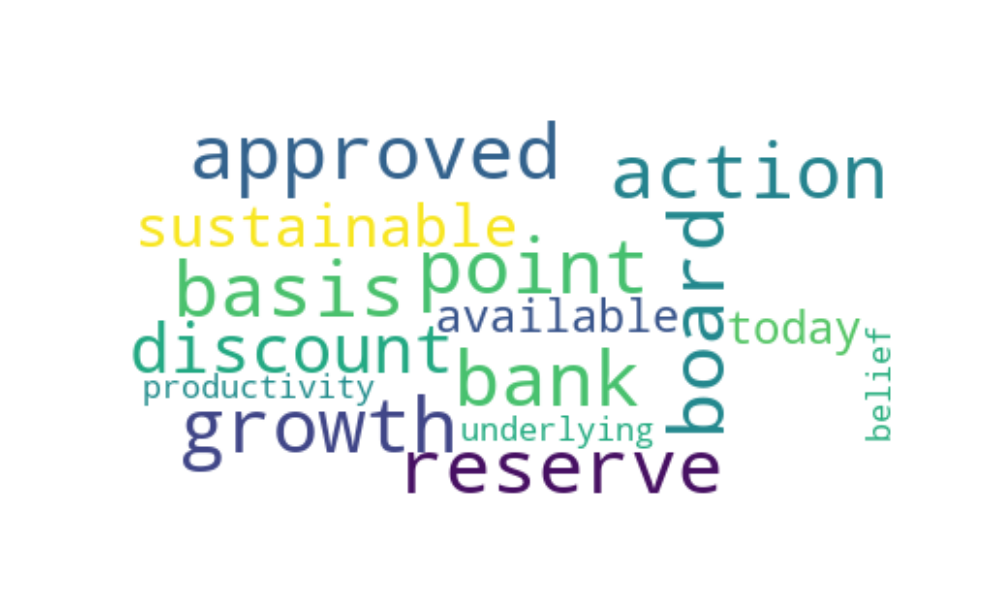 approved
action
sustainable
board
point
basis
available
today
discount
belief
bank
productivity
growth
underlying
reserve